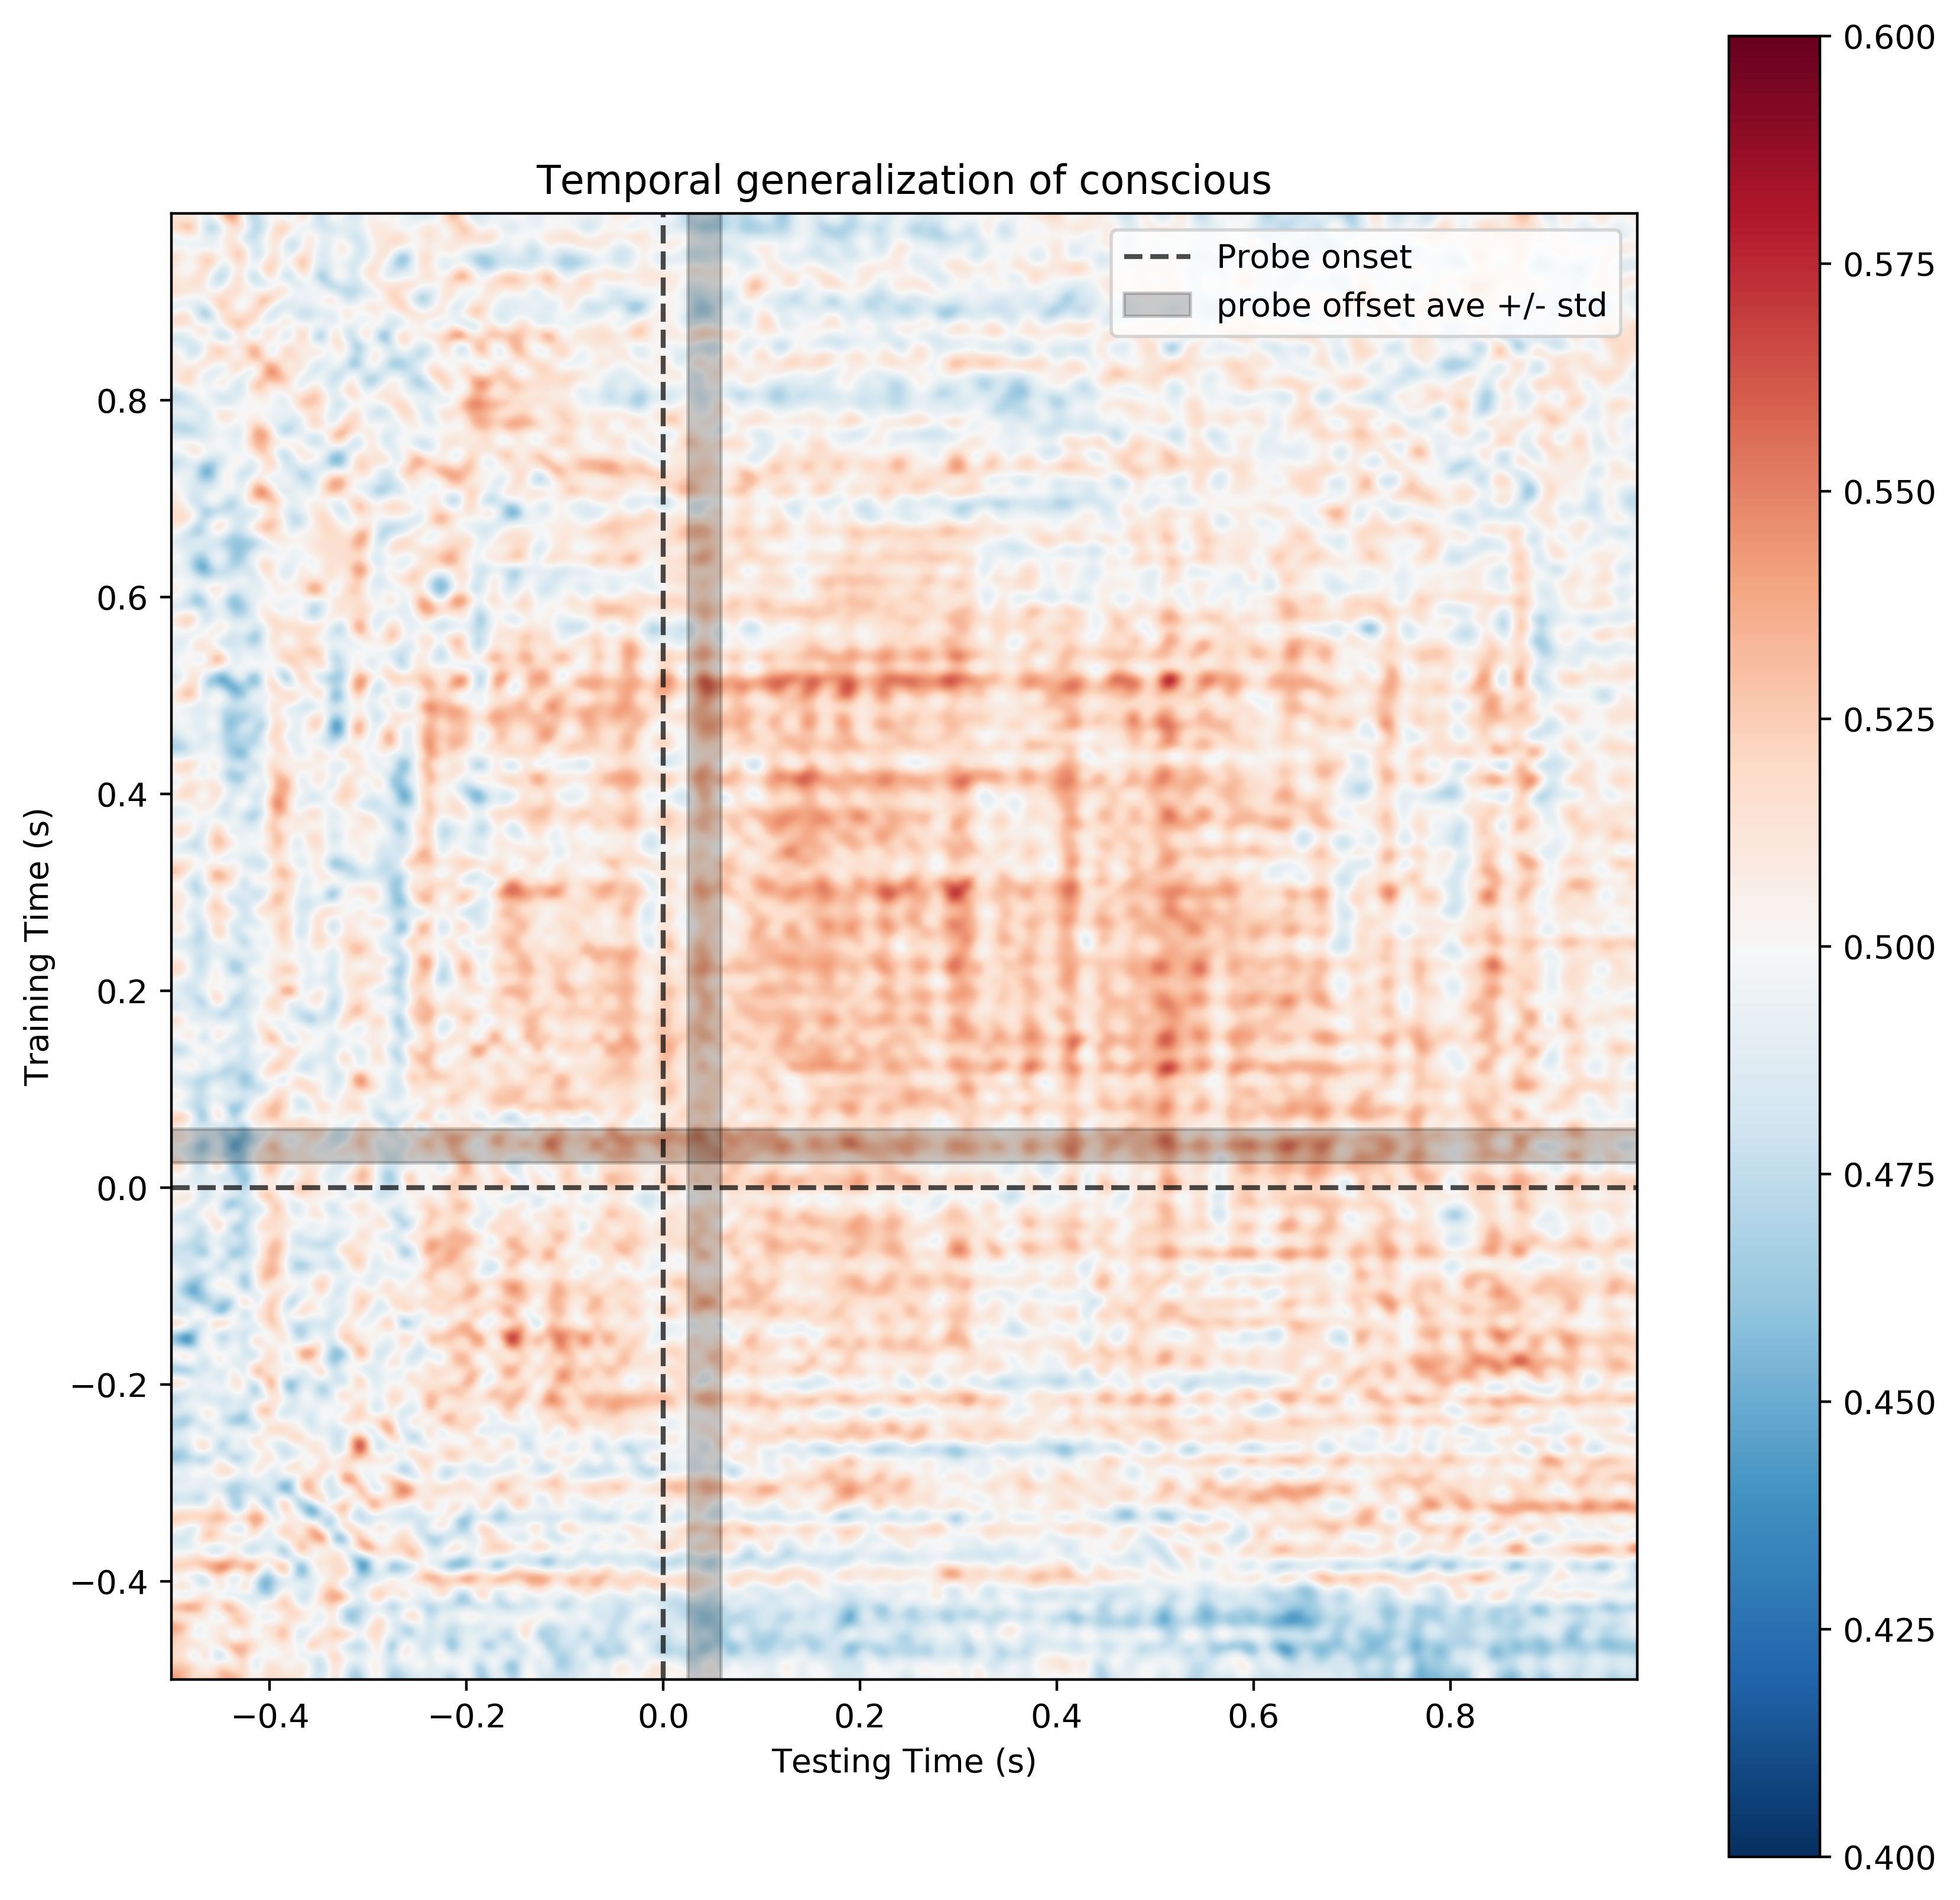 Temporal generalization of conscious
Probe onset
probe offset ave +/- std
0.8
0.6
0.4
0.2
0.0
−0.2
−0.4
Training Time (s)
−0.4 −0.2 0.0 0.2 0.4 0.6 0.8
Testing Time (s)
0.600
0.575
0.550
0.525
0.500
0.475
0.450
0.425
0.400